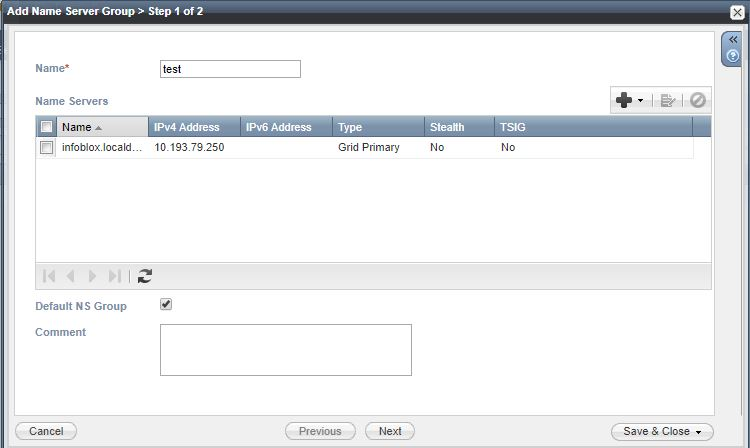 Add Name Server Group > Step 1 of 2
Name* test
Name Servers
Name IPv4 Address IPv6 Address Type Stealth TSIG
infoblox.locald... 10.193.79.250 Grid Primary No No
Default NS Group
Comment
Cancel Previous Next Save & Close